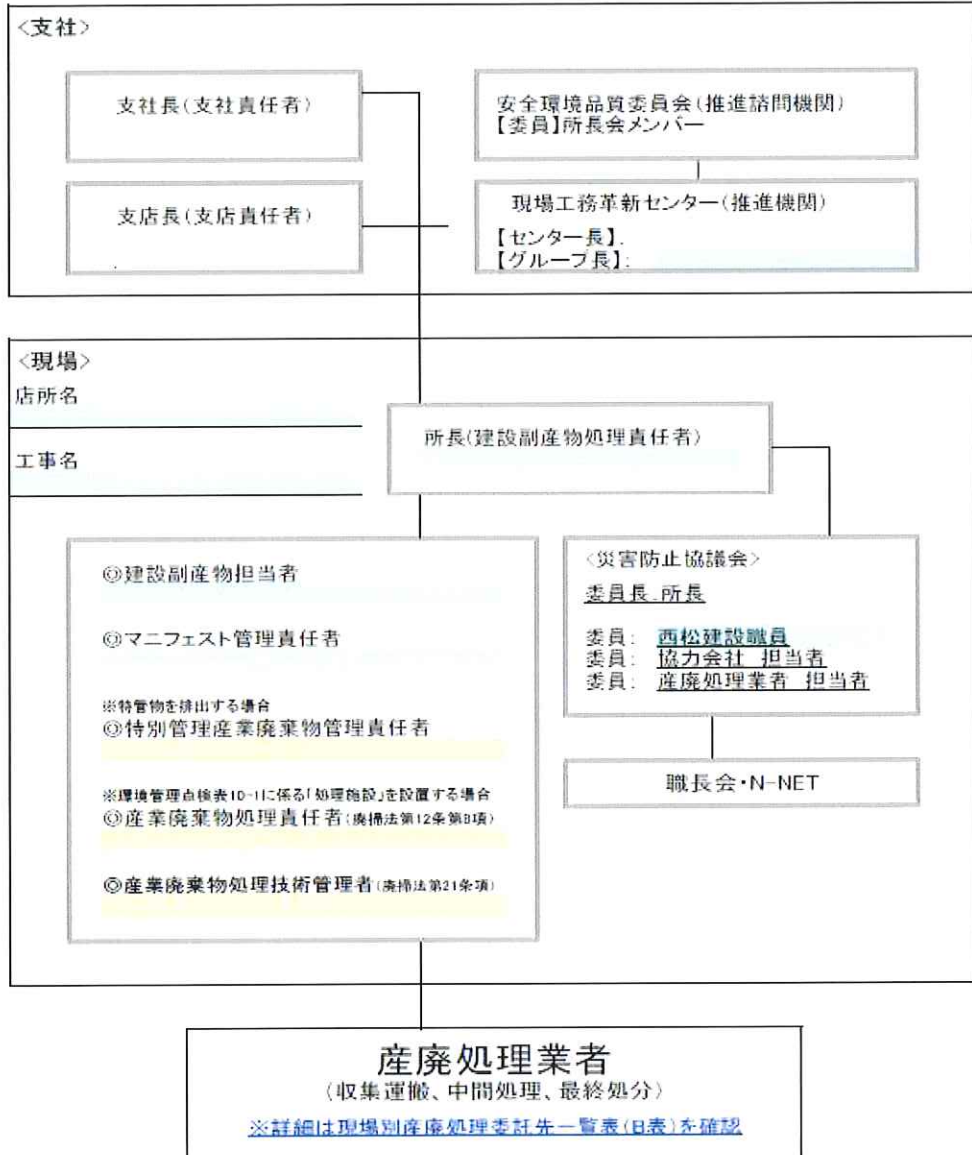 <支社>
支社長(支社責任者)
安全環境品質委員会(推進諮問機関)
【委員】所長会メンバー
支店長(支店責任者)
現場工務革新センター(推進機関)
【センター長】.
【グループ長】:
<現場>
店所名
工事名
所長(建設副産物処理責任者)
◎建設副産物担当者
◎マニフェスト管理責任者
※特管物を排出する場合
◎特別管理産業廃棄物管理責任者
※環境管理点検表10-1に係る「処理施設」を設置する場合
◎産業廃棄物処理責任者(廃掃法第12条第8項)
◎産業廃棄物処理技術管理者(廃掃法第21条項)
<災害防止協議会>
委員長.所長
委員: 西松建設職員
委員: 協力会社 担当者
委員: 産廃処理業者 担当者
職長会・N-NET
産廃処理業者
(収集運搬、中間処理、最終処分)
※詳細は現場別産廃処理委託先一覧表(B表)を確認